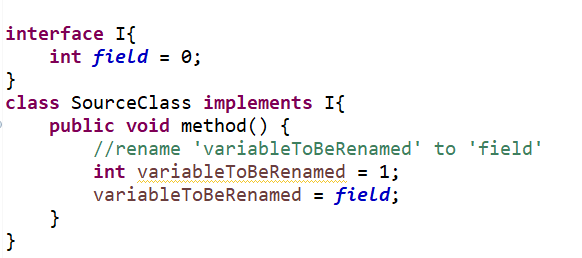 interface I{
    int field = 0;
}
class SourceClass implements I{
    public void method() {
        //rename 'variableToBeRenamed' to 'field'
        int variableToBeRenamed = 1;
        variableToBeRenamed = field;
    }
}